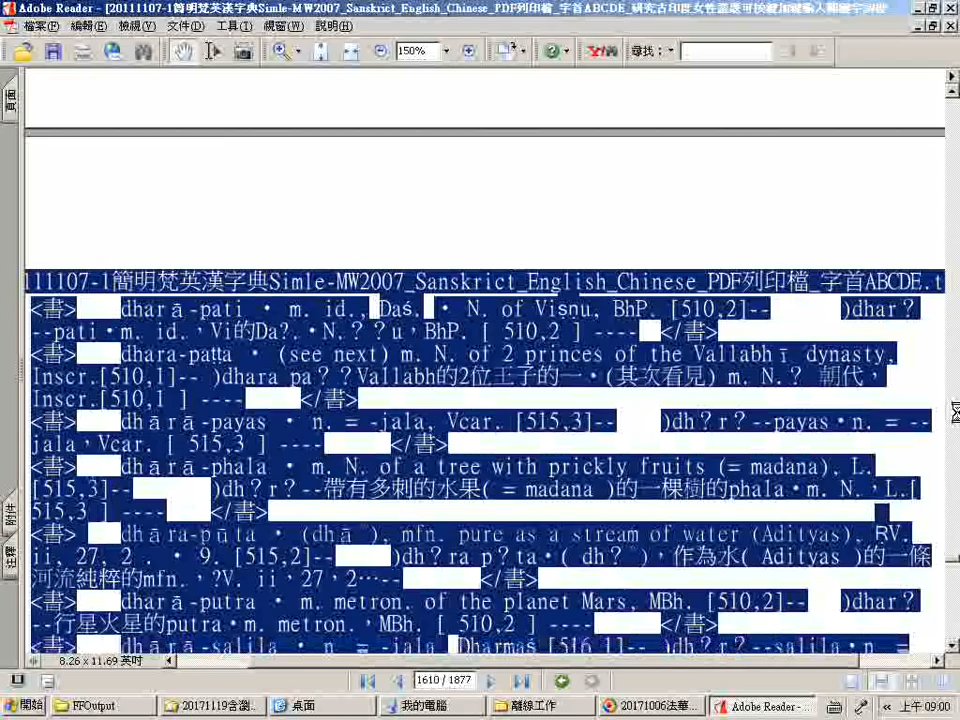 Adobe Reader - [20111107-1簡明梵英漢字典Simle-MW2007_Sanskrict_English_Chinese_PDF列印檔_字首ABCDE_研究古印度女性
檔案(F) 編輯(E) 檢視(V) 文件(D) 工具(T) 視窗(W) 說明(H)
150% 尋找:
頁面
111107-1簡明梵英漢字典Simle-MW2007_Sanskrict_English_Chinese_PDF列印檔_字首ABCDE.t
<書> dharā-pati · m. id., Daś. · N. of Viṣnu, BhP. [510,2]-- )dhar?
--pati·m. id.,Vi的Da?.·N.??u,BhP. [ 510,2 ] ---- </書>
<書> dhara-paṭṭa · (see next) m. N. of 2 princes of the Vallabhī dynasty,
Inscr.[510,1]-- )dhara pa??Vallabh的2位王子的一·(其次看見) m. N.? 朝代,
Inscr.[510,1 ] ---- </書>
<書> dhārā-payas · n. = -jala, Vcar. [515,3]-- )dh?r?--payas·n. = --
jala,Vcar. [ 515,3 ] ---- </書>
<書> dhārā-phala · m. N. of a tree with prickly fruits (= madana), L.
[515,3]-- )dh?r?--帶有多刺的水果( = madana )的一棵樹的phala·m. N.,L.[
515,3 ] ---- </書>
<書> dhāra-pūta · (dhā°), mfn. pure as a stream of water (Adityas), RV.
ii, 27, 2 . · 9. [515,2]-- )dh?ra p?ta·( dh?°),作為水( Adityas )的一條
河流純粹的mfn.,?V. ii,27,2…-- </書>
<書> dharā-putra · m. metron. of the planet Mars, MBh. [510,2]-- )dhar?
--行星火星的putra·m. metron.,MBh. [ 510,2 ] ---- </書>
<書> dhārā-salila · n = -jala, Dharmaś [516,1]-- )dh?r?--salila·n =
附件
注釋
8.26 x 11.69 英吋
1610 / 1877
開始 FFOutput 20171119含瀏... 桌面 我的電腦 離線工作 20171006法華... Adobe Reader - [... 上午 09:00